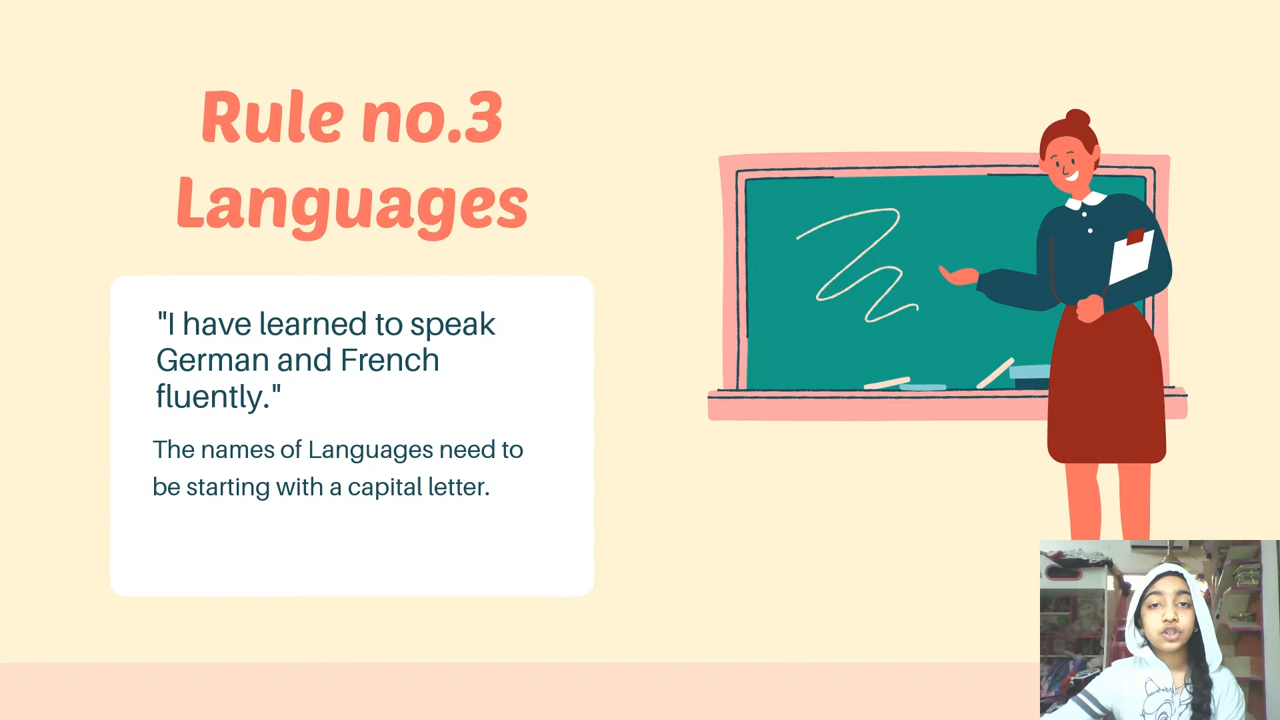 Rule no.3
Languages
"I have learned to speak
German and French
fluently."
The names of Languages need to
be starting with a capital letter.